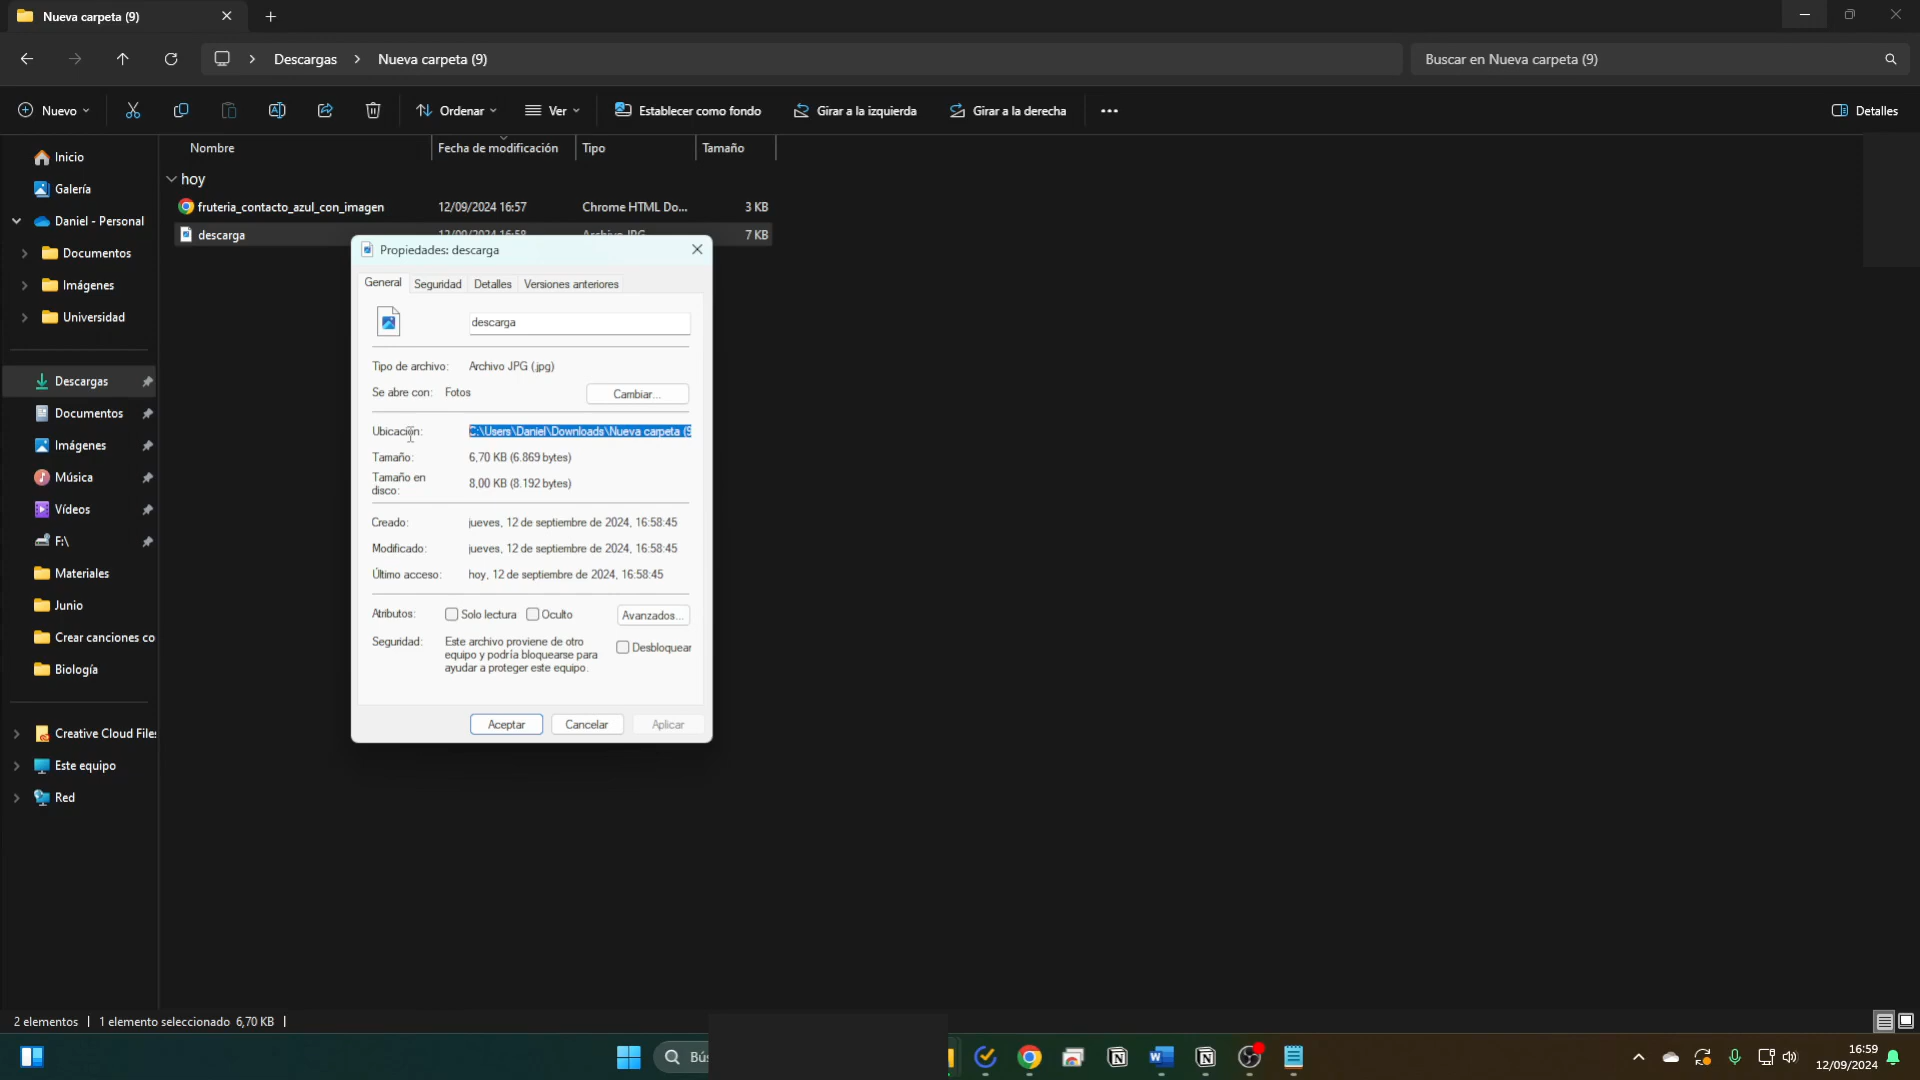 Nueva carpeta (9)
Descargas > Nueva carpeta (9)
Buscar en Nueva carpeta (9)
Nuevo
Ordenar
Ver
Establecer como fondo
Girar a la izquierda
Girar a la derecha
Detalles
Nombre
Fecha de modificación
Tipo
Tamaño
hoy
fruteria_contacto_azul_con_imagen 12/09/2024 16:57 Chrome HTML Do... 3 KB
descarga 12/09/2024 16:58 Archivo JPG 7 KB
Inicio
Galería
Daniel - Personal
Documentos
Imágenes
Universidad
Descargas
Documentos
Imágenes
Música
Vídeos
F:\
Materiales
Junio
Crear canciones co
Biología
Creative Cloud Files
Este equipo
Red
Propiedades: descarga
General Seguridad Detalles Versiones anteriores
descarga
Tipo de archivo: Archivo JPG (.jpg)
Se abre con: Fotos Cambiar...
Ubicación: C:\Users\Daniel\Downloads\Nueva carpeta (9
Tamaño: 6,70 KB (6.869 bytes)
Tamaño en disco: 8,00 KB (8.192 bytes)
Creado: jueves, 12 de septiembre de 2024, 16:58:45
Modificado: jueves, 12 de septiembre de 2024, 16:58:45
Último acceso: hoy, 12 de septiembre de 2024, 16:58:45
Atributos: Solo lectura Oculto Avanzados...
Seguridad: Este archivo proviene de otro
equipo y podría bloquearse para
ayudar a proteger este equipo.
Desbloquear
Aceptar Cancelar Aplicar
2 elementos | 1 elemento seleccionado 6,70 KB |
Bús
16:59
12/09/2024